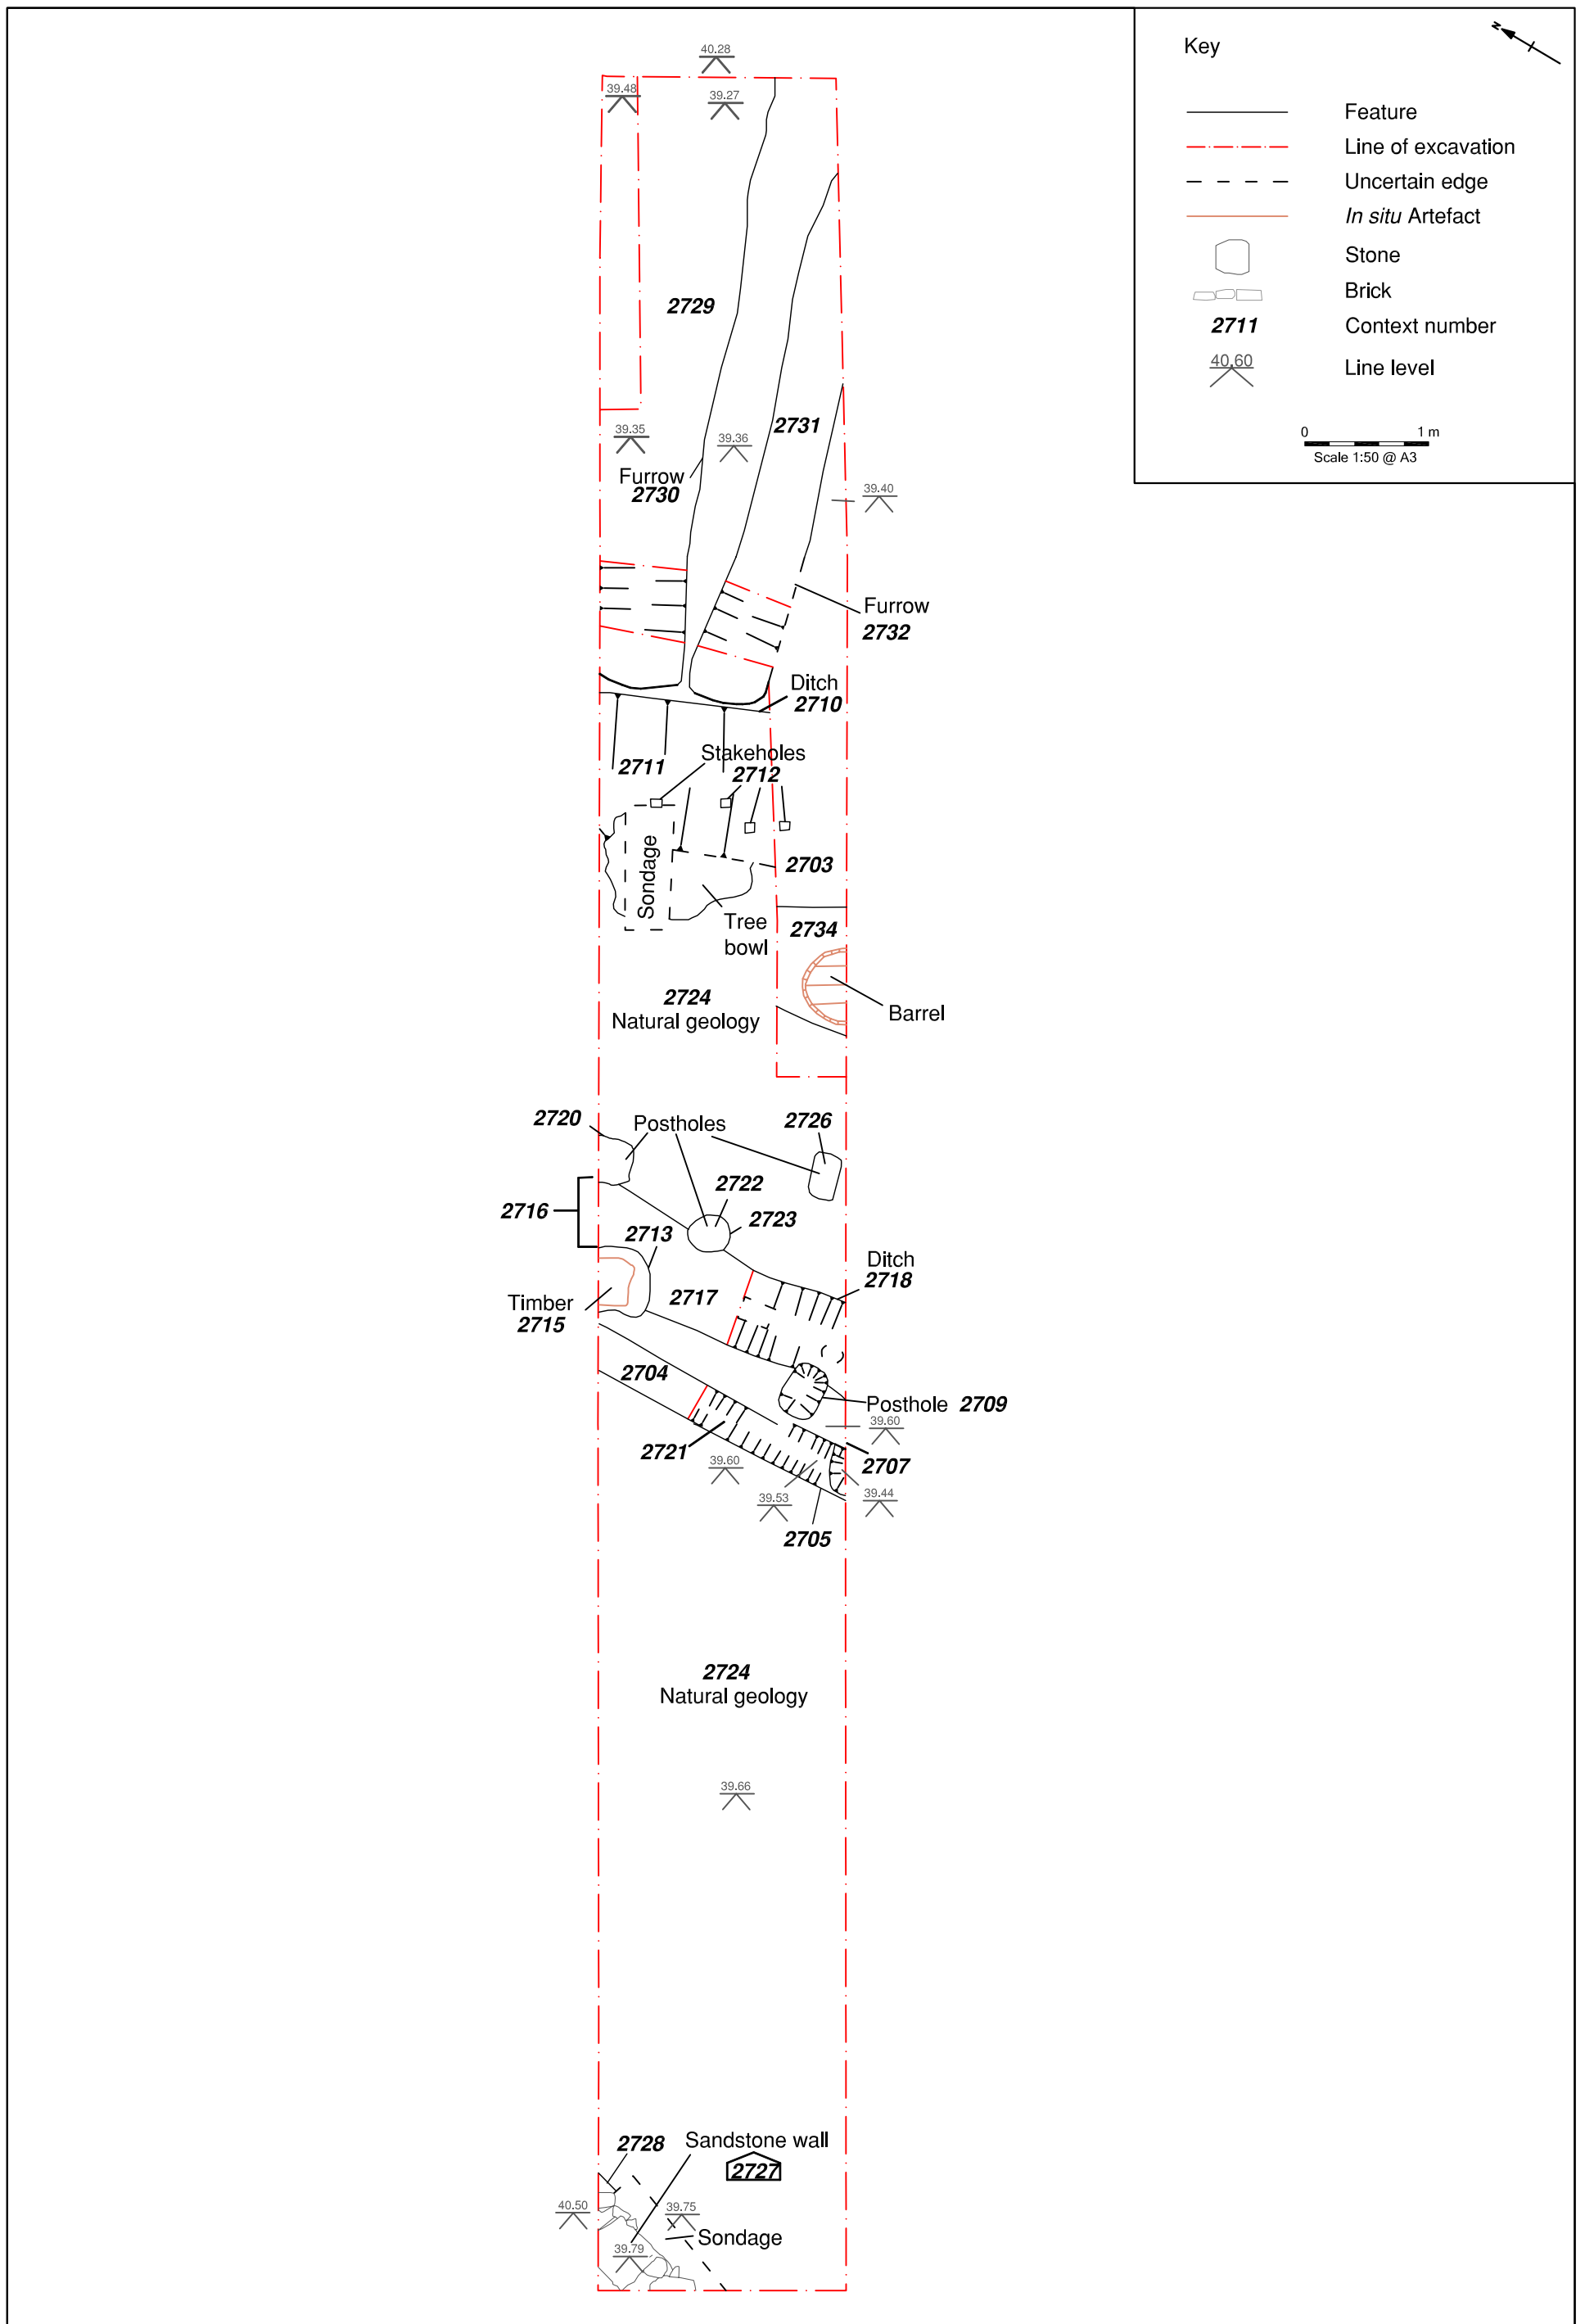 Key
N
Feature
Line of excavation
Uncertain edge
In situ Artefact
Stone
Brick
2711 Context number
40.60 Line level
0 1 m
Scale 1:50 @ A3
40.28
39.48
39.27
2729
2731
39.35
39.36
Furrow
2730
39.40
Furrow
2732
Ditch
2710
Stakeholes
2711
2712
Sondage
2703
Tree
bowl
2734
2724
Natural geology
Barrel
2720
Postholes
2726
2722
2716
2723
2713
Ditch
2718
2717
Timber
2715
2704
Posthole 2709
39.60
2721
2707
39.60
39.53
39.44
2705
2724
Natural geology
39.66
2728
Sandstone wall
2727
40.50
39.75
Sondage
39.79